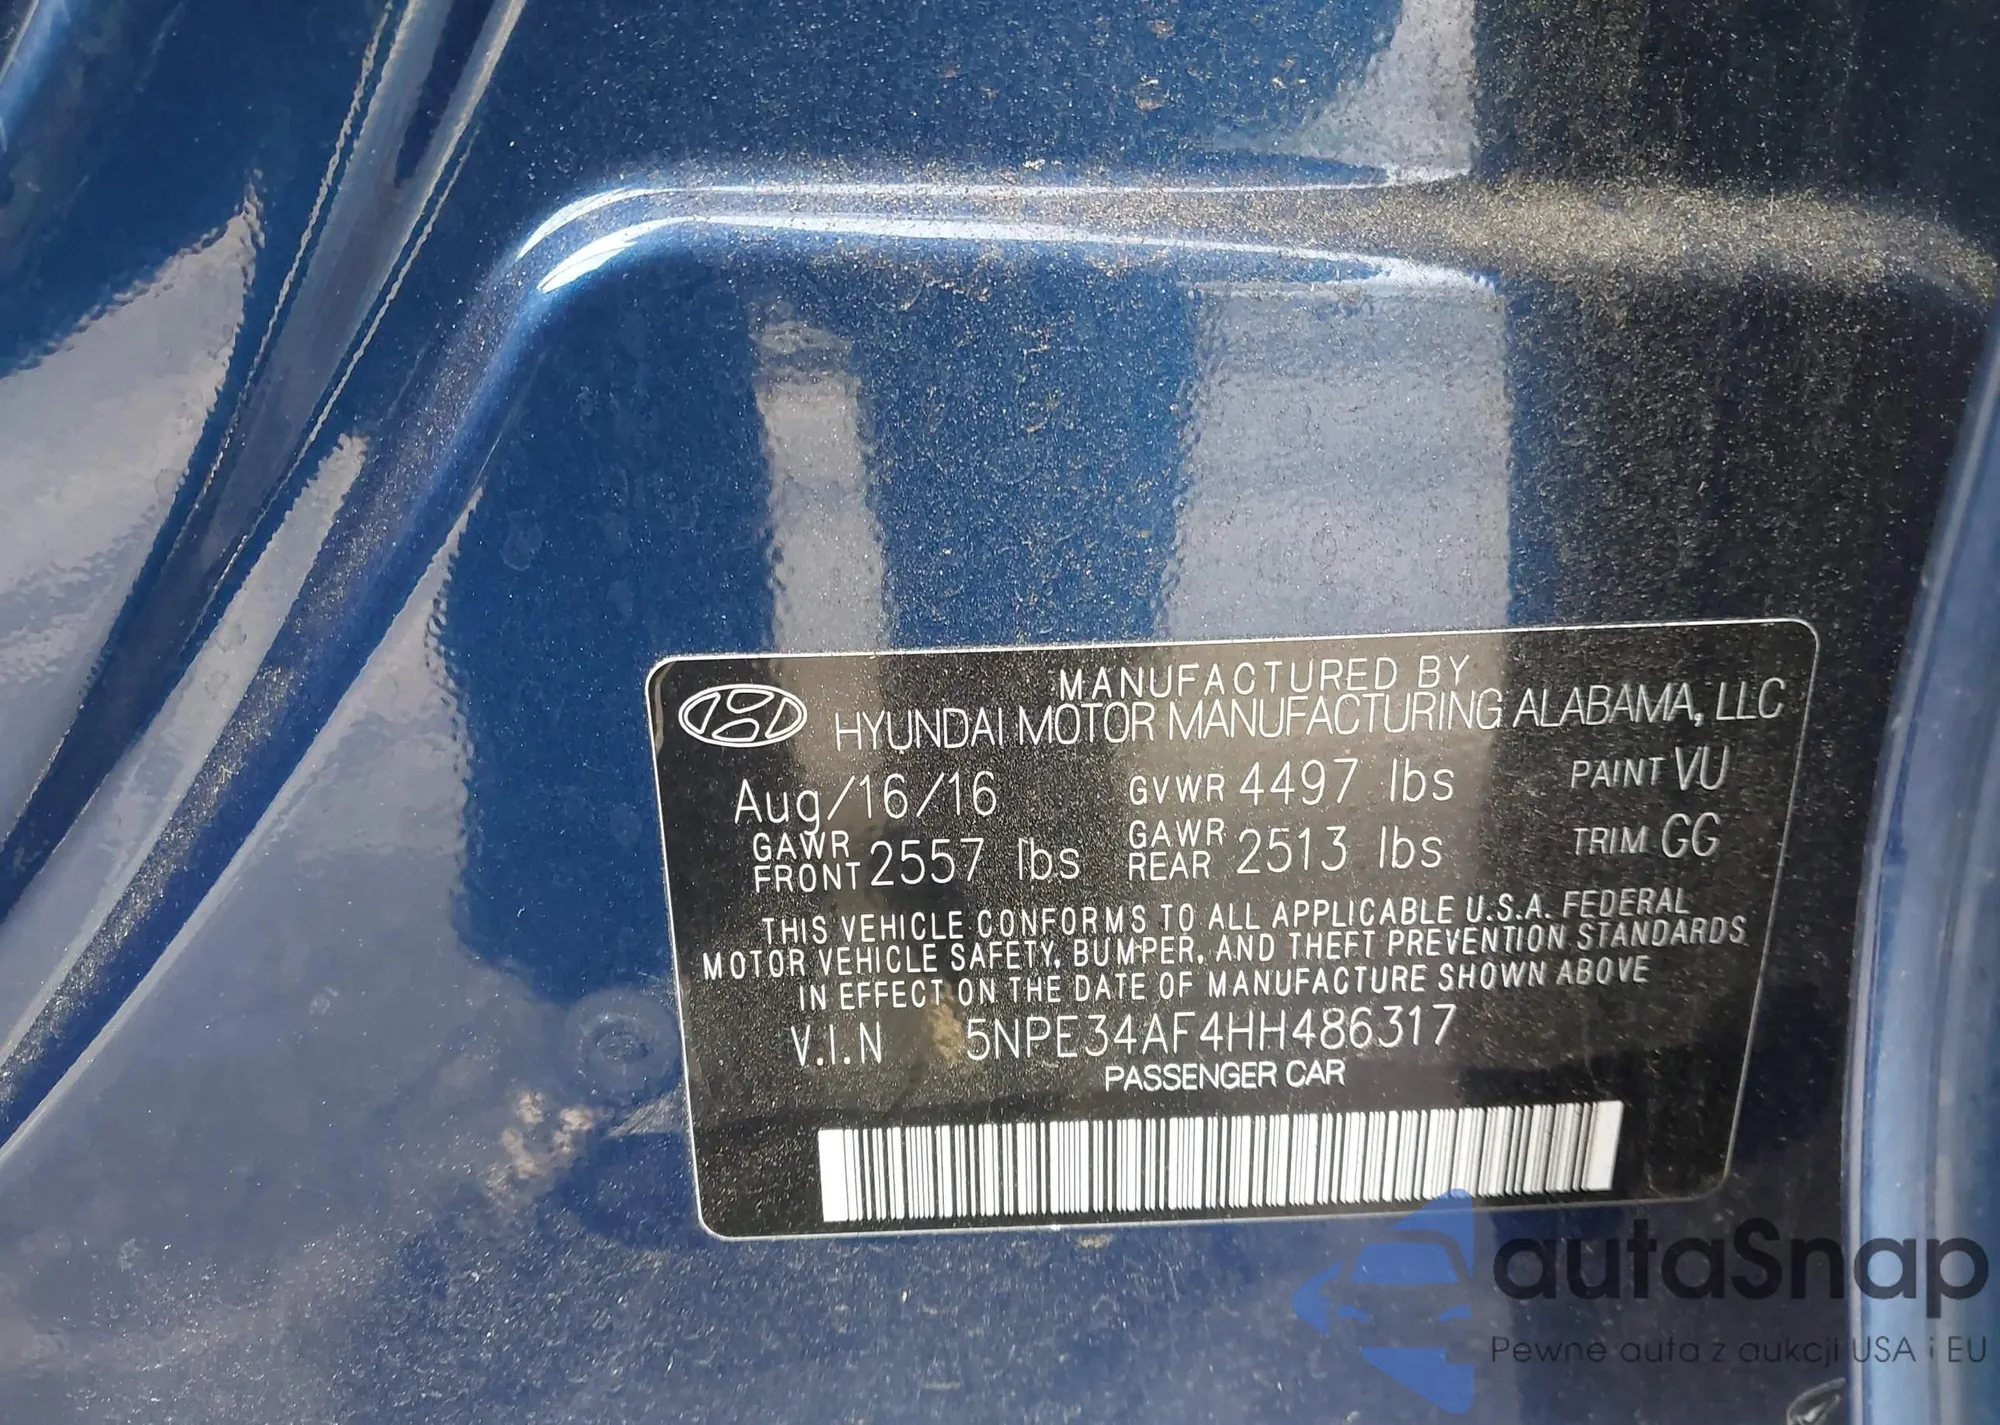 MANUFACTURED BY
HYUNDAI MOTOR MANUFACTURING ALABAMA, LLC
Aug/16/16 GVWR 4497 lbs PAINT VU
GAWR FRONT 2557 lbs GAWR REAR 2513 lbs TRIM GG
THIS VEHICLE CONFORMS TO ALL APPLICABLE U.S.A. FEDERAL
MOTOR VEHICLE SAFETY, BUMPER, AND THEFT PREVENTION STANDARDS
IN EFFECT ON THE DATE OF MANUFACTURE SHOWN ABOVE
V.I.N 5NPE34AF4HH486317
PASSENGER CAR
autaSnap
Pewne auta z aukcji USA i EU